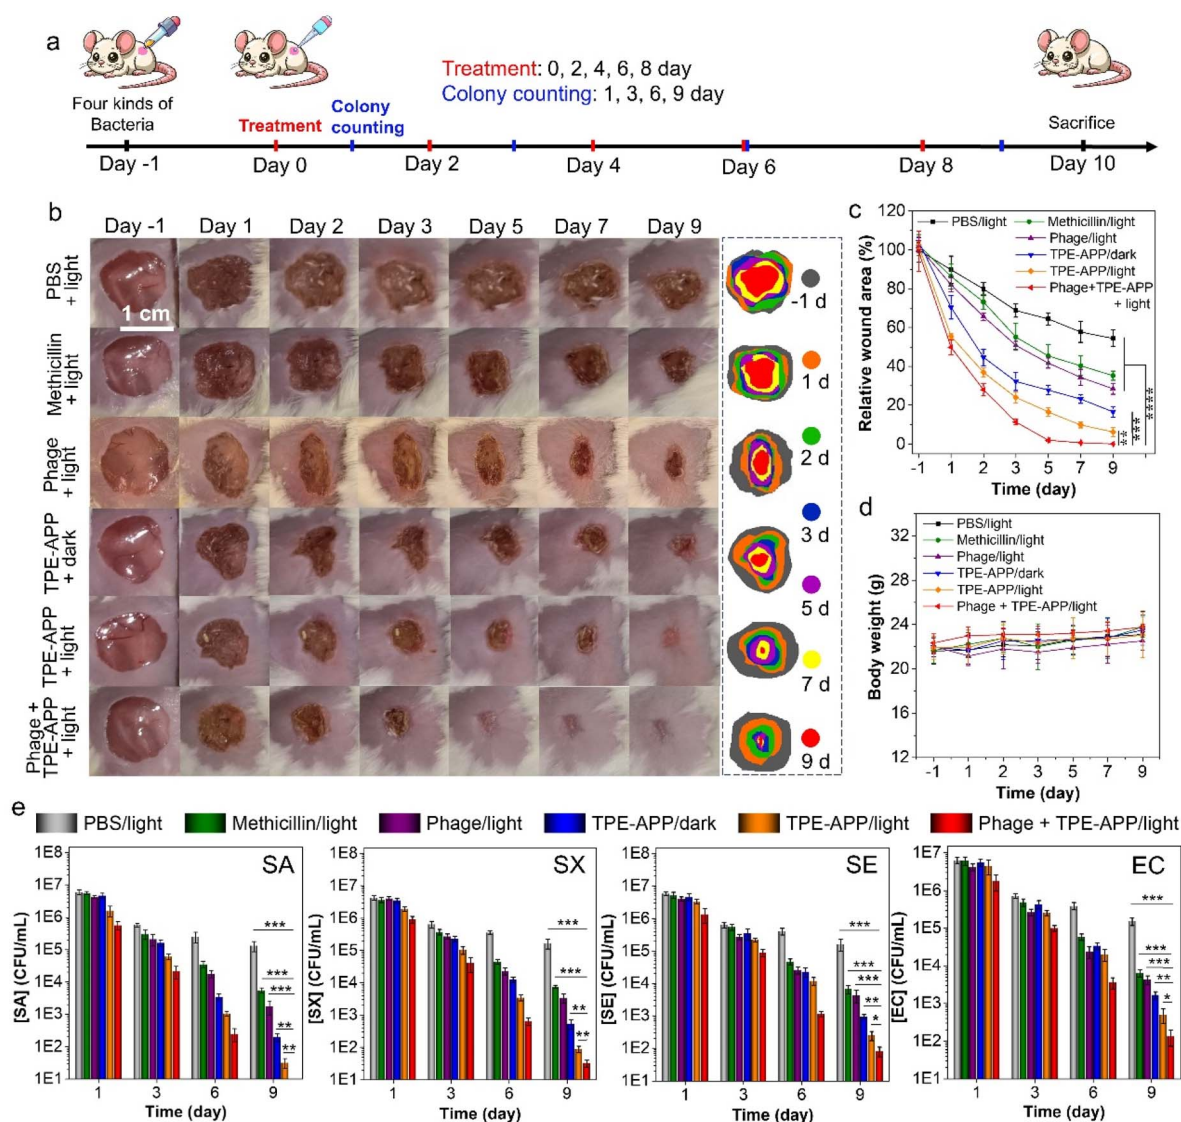 a
Four kinds of
Bacteria
Treatment
Colony
counting
Treatment: 0, 2, 4, 6, 8 day
Colony counting: 1, 3, 6, 9 day
Sacrifice
Day -1
Day 0
Day 2
Day 4
Day 6
Day 8
Day 10
b
Day -1 Day 1 Day 2 Day 3 Day 5 Day 7 Day 9
PBS
+ light
1 cm
Methicillin
+ light
Phage
+ light
TPE-APP
+ dark
TPE-APP
+ light
Phage +
TPE-APP
+ light
-1 d
1 d
2 d
3 d
5 d
7 d
9 d
c
Relative wound area (%)
120
100
80
60
40
20
0
PBS/light
Methicillin/light
Phage/light
TPE-APP/dark
TPE-APP/light
Phage+TPE-APP
+ light
**
***
****
-1 1 2 3 5 7 9
Time (day)
d
Body weight (g)
33
30
27
24
21
18
15
12
PBS/light
Methicillin/light
Phage/light
TPE-APP/dark
TPE-APP/light
Phage + TPE-APP/light
-1 1 2 3 5 7 9
Time (day)
e
PBS/light Methicillin/light Phage/light TPE-APP/dark TPE-APP/light Phage + TPE-APP/light
[SA] (CFU/mL)
1E8
1E7
1E6
1E5
1E4
1E3
1E2
1E1
SA
***
***
***
**
**
1 3 6 9
Time (day)
[SX] (CFU/mL)
1E8
1E7
1E6
1E5
1E4
1E3
1E2
1E1
SX
***
***
**
**
1 3 6 9
Time (day)
[SE] (CFU/mL)
1E8
1E7
1E6
1E5
1E4
1E3
1E2
1E1
SE
***
***
***
**
*
1 3 6 9
Time (day)
[EC] (CFU/mL)
1E7
1E6
1E5
1E4
1E3
1E2
1E1
EC
***
***
***
**
*
1 3 6 9
Time (day)